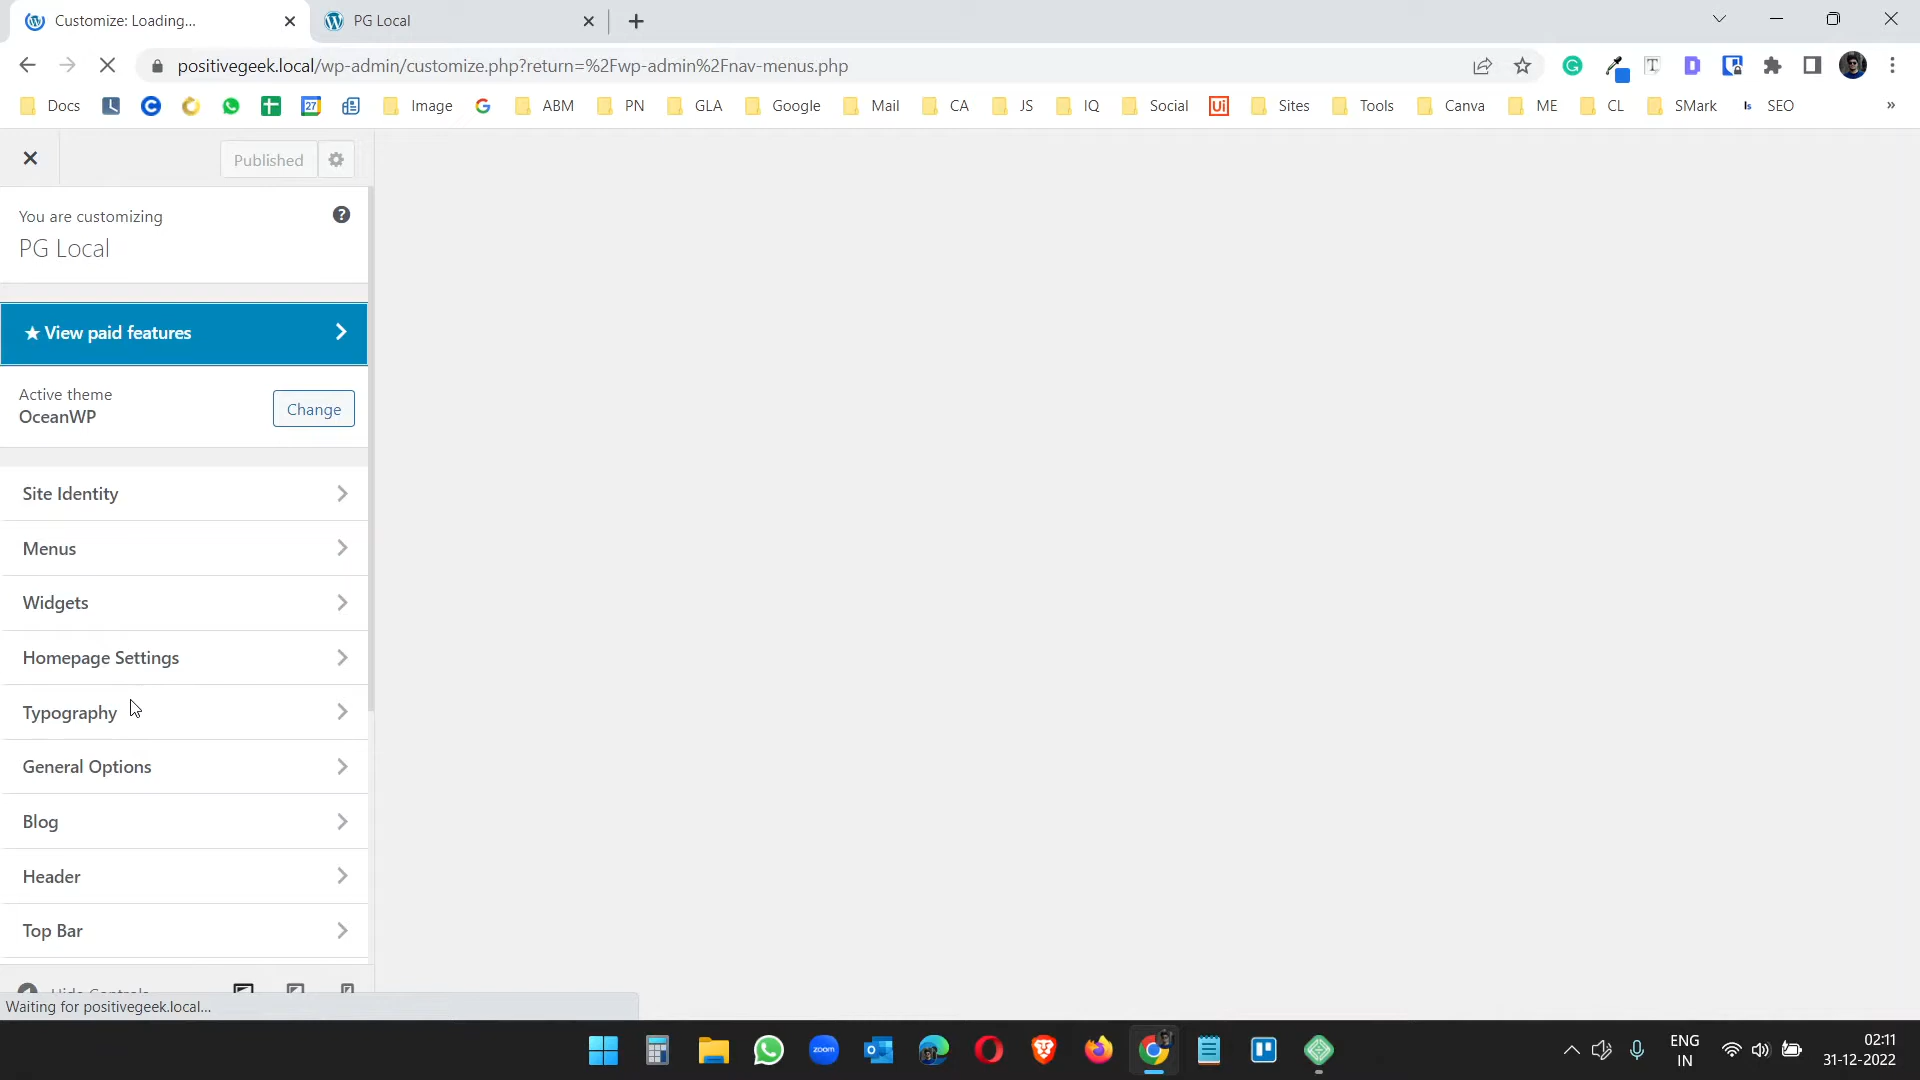 Customize: Loading...
PG Local
positivegeek.local/wp-admin/customize.php?return=%2Fwp-admin%2Fnav-menus.php
Docs
Image
ABM
PN
GLA
Google
Mail
CA
JS
IQ
Social
Sites
Tools
Canva
ME
CL
SMark
SEO
»
Published
You are customizing
PG Local
★ View paid features
Active theme
OceanWP
Change
Site Identity
Menus
Widgets
Homepage Settings
Typography
General Options
Blog
Header
Top Bar
Hide Controls
Waiting for positivegeek.local...
zoom
ENG
IN
02:11
31-12-2022